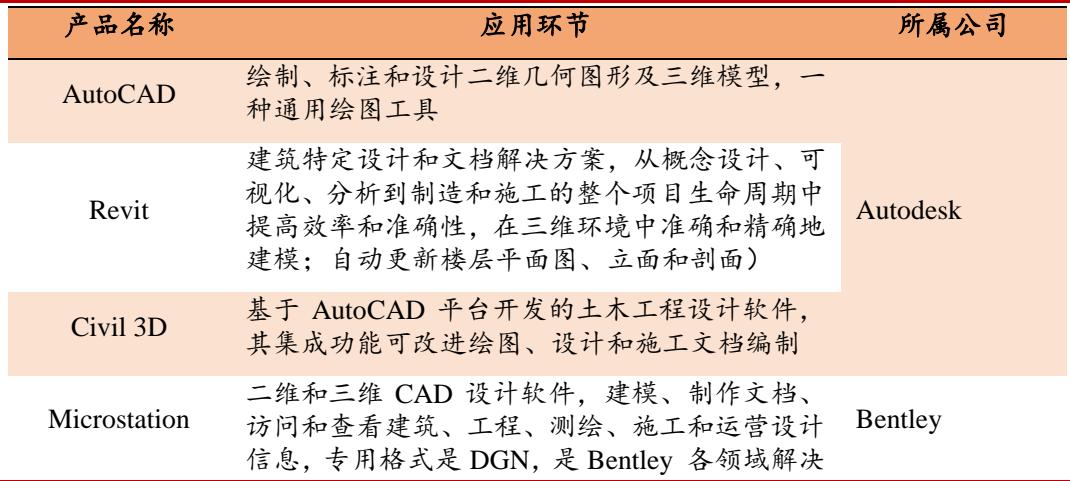 产品名称 应用环节 所属公司
AutoCAD
绘制、标注和设计二维几何图形及三维模型，一
种通用绘图工具
Revit
建筑特定设计和文档解决方案，从概念设计、可
视化、分析到制造和施工的整个项目生命周期中
提高效率和准确性，在三维环境中准确和精确地
建模；自动更新楼层平面图、立面和剖面）
Autodesk
Civil 3D
基于 AutoCAD 平台开发的土木工程设计软件，
其集成功能可改进绘图、设计和施工文档编制
Microstation
二维和三维 CAD 设计软件，建模、制作文档、
访问和查看建筑、工程、测绘、施工和运营设计
信息，专用格式是 DGN，是 Bentley 各领域解决
Bentley